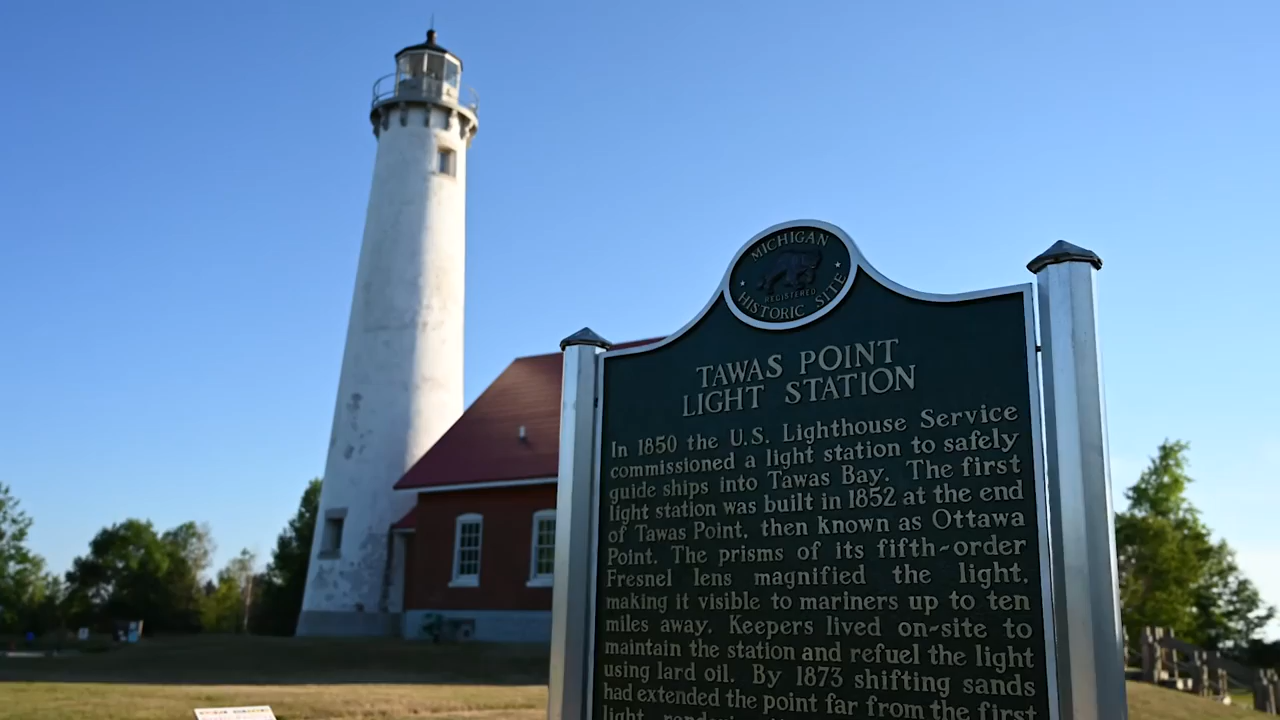 MICHIGAN
REGISTERED
HISTORIC SITE
TAWAS POINT
LIGHT STATION
In 1850 the U.S. Lighthouse Service
commissioned a light station to safely
guide ships into Tawas Bay. The first
light station was built in 1852 at the end
of Tawas Point, then known as Ottawa
Point. The prisms of its fifth-order
Fresnel lens magnified the light,
making it visible to mariners up to ten
miles away. Keepers lived on-site to
maintain the station and refuel the light
using lard oil. By 1873 shifting sands
had extended the point far from the first
light,